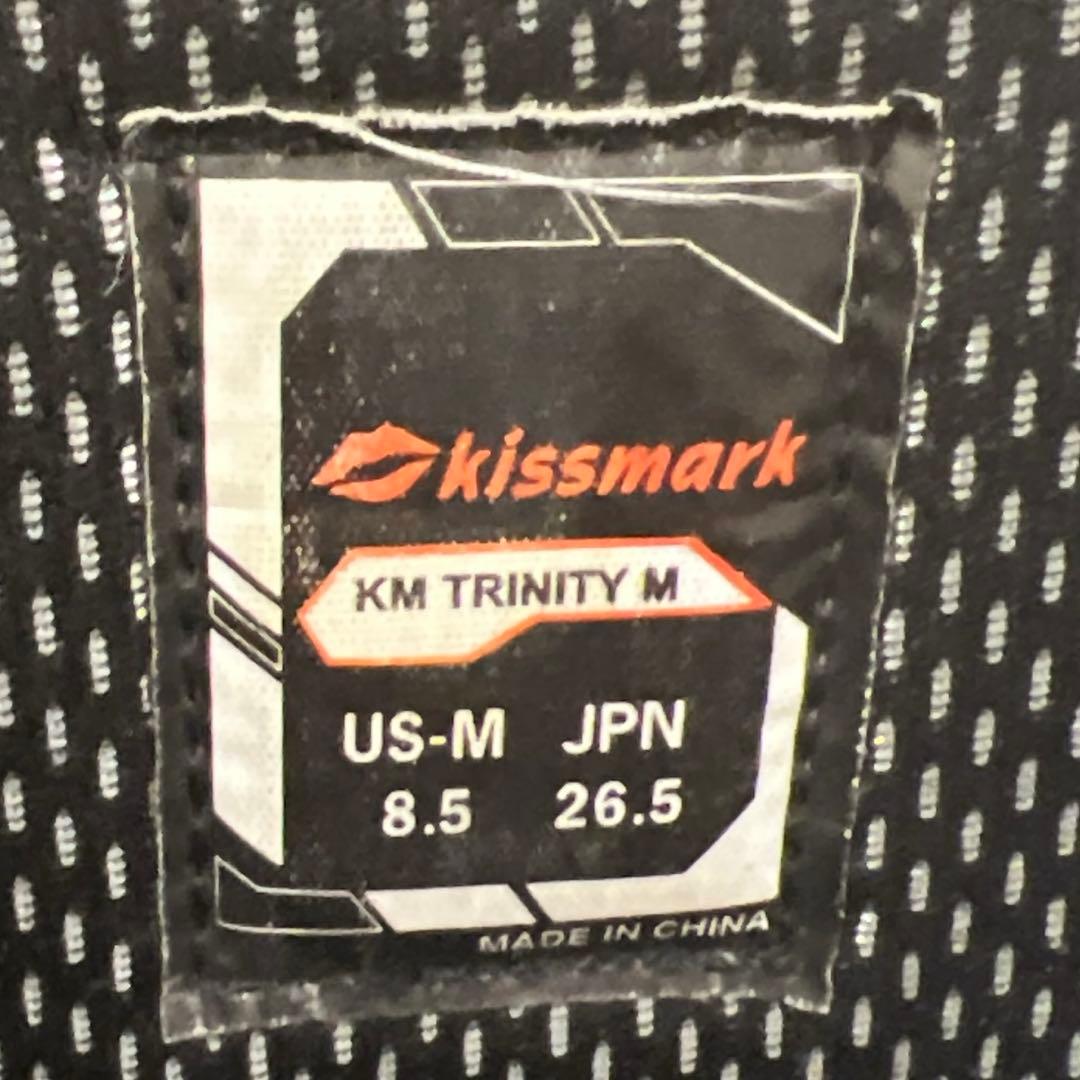 kissmark
KM TRINITY M
US-M JPN
8.5 26.5
MADE IN CHINA